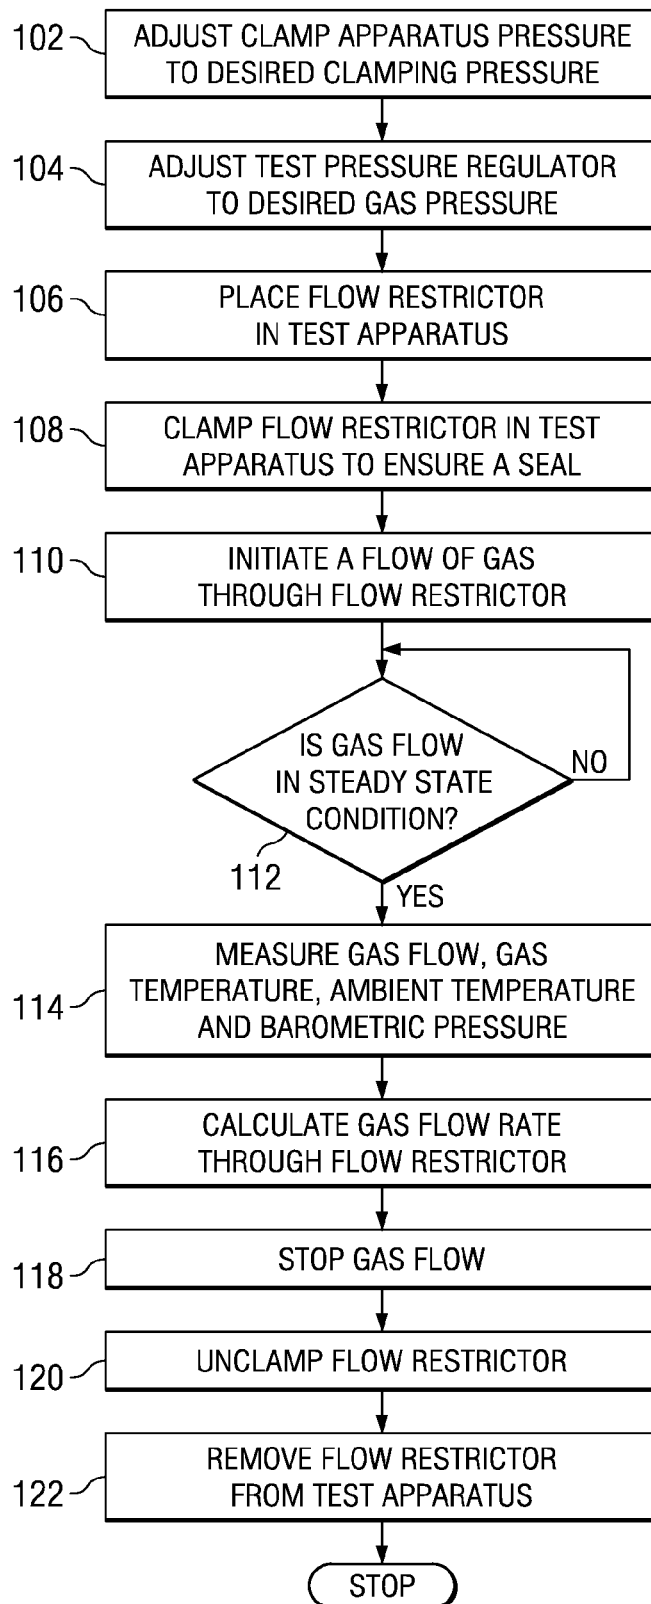 102
ADJUST CLAMP APPARATUS PRESSURE
TO DESIRED CLAMPING PRESSURE
104
ADJUST TEST PRESSURE REGULATOR
TO DESIRED GAS PRESSURE
106
PLACE FLOW RESTRICTOR
IN TEST APPARATUS
108
CLAMP FLOW RESTRICTOR IN TEST
APPARATUS TO ENSURE A SEAL
110
INITIATE A FLOW OF GAS
THROUGH FLOW RESTRICTOR
IS GAS FLOW
IN STEADY STATE
CONDITION?
NO
112
YES
114
MEASURE GAS FLOW, GAS
TEMPERATURE, AMBIENT TEMPERATURE
AND BAROMETRIC PRESSURE
116
CALCULATE GAS FLOW RATE
THROUGH FLOW RESTRICTOR
118
STOP GAS FLOW
120
UNCLAMP FLOW RESTRICTOR
122
REMOVE FLOW RESTRICTOR
FROM TEST APPARATUS
STOP